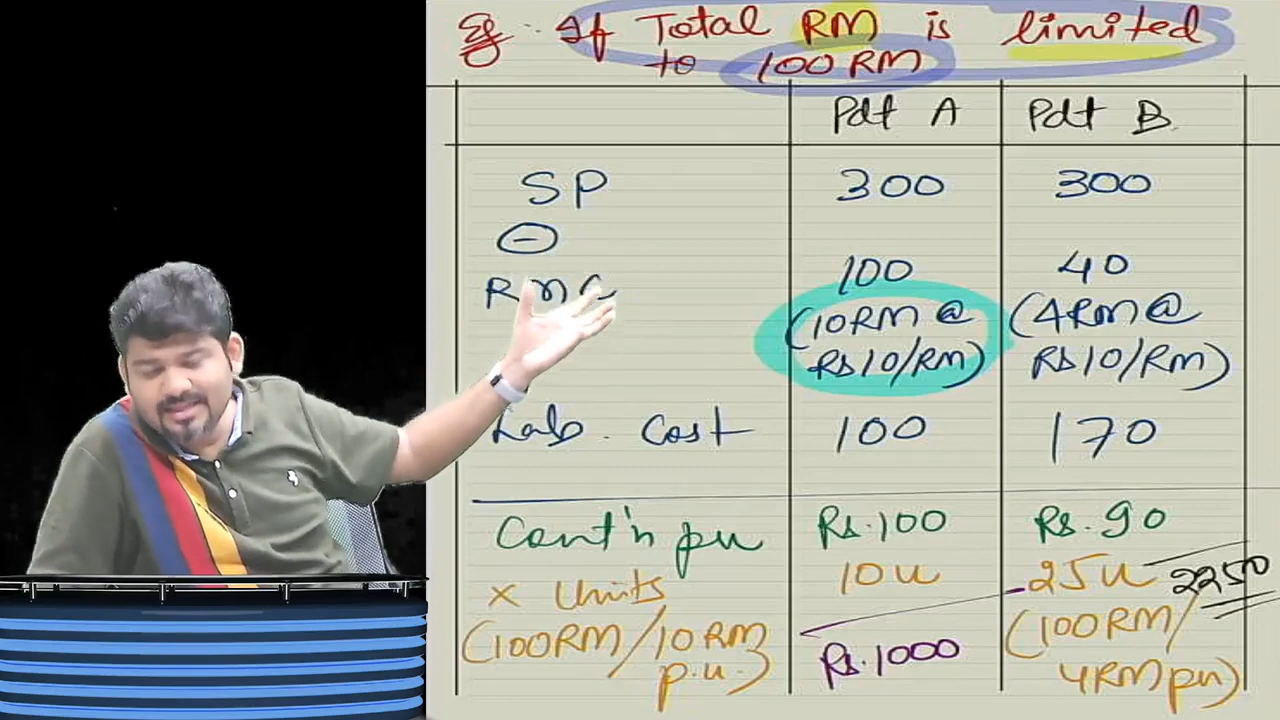 Eg. If Total RM is limited
to 100 RM
Pdt A Pdt B
SP 300 300
-
RMC 100 40
(10RM @ (4RM @
Rs10/RM) Rs10/RM)
Lab. Cost 100 170
Cont'n pu Rs.100 Rs.90
x Units 10u 25u 2250
(100RM/10RM (100RM/
p.u.) Rs.1000 4RM pu)